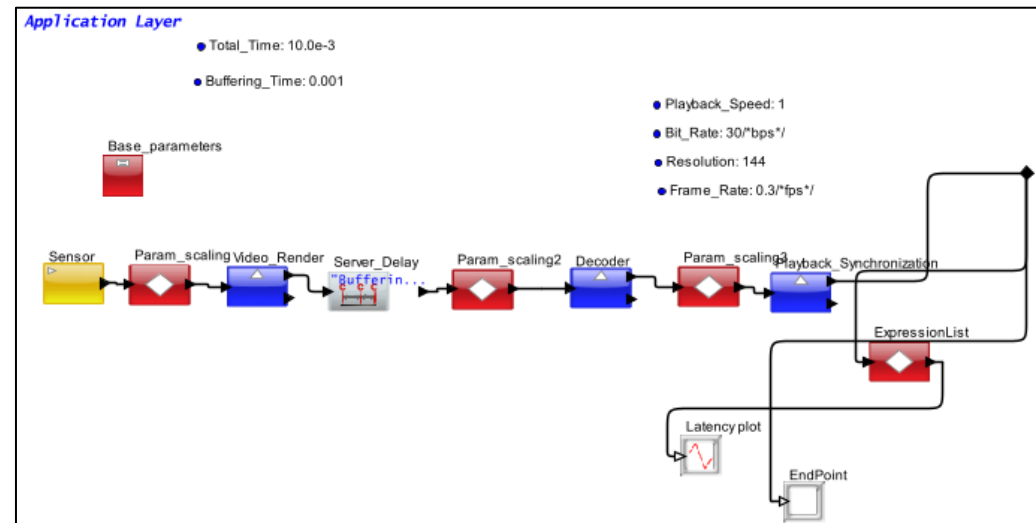 Application Layer
Total_Time: 10.0e-3
Buffering_Time: 0.001
Playback_Speed: 1
Bit_Rate: 30/*bps*/
Resolution: 144
Frame_Rate: 0.3/*fps*/
Base_parameters
Sensor
Param_scaling
Video_Render
Server_Delay
"Bufferin...
C C C
Param_scaling2
Decoder
Param_scaling3
Playback_Synchronization
ExpressionList
Latency plot
EndPoint